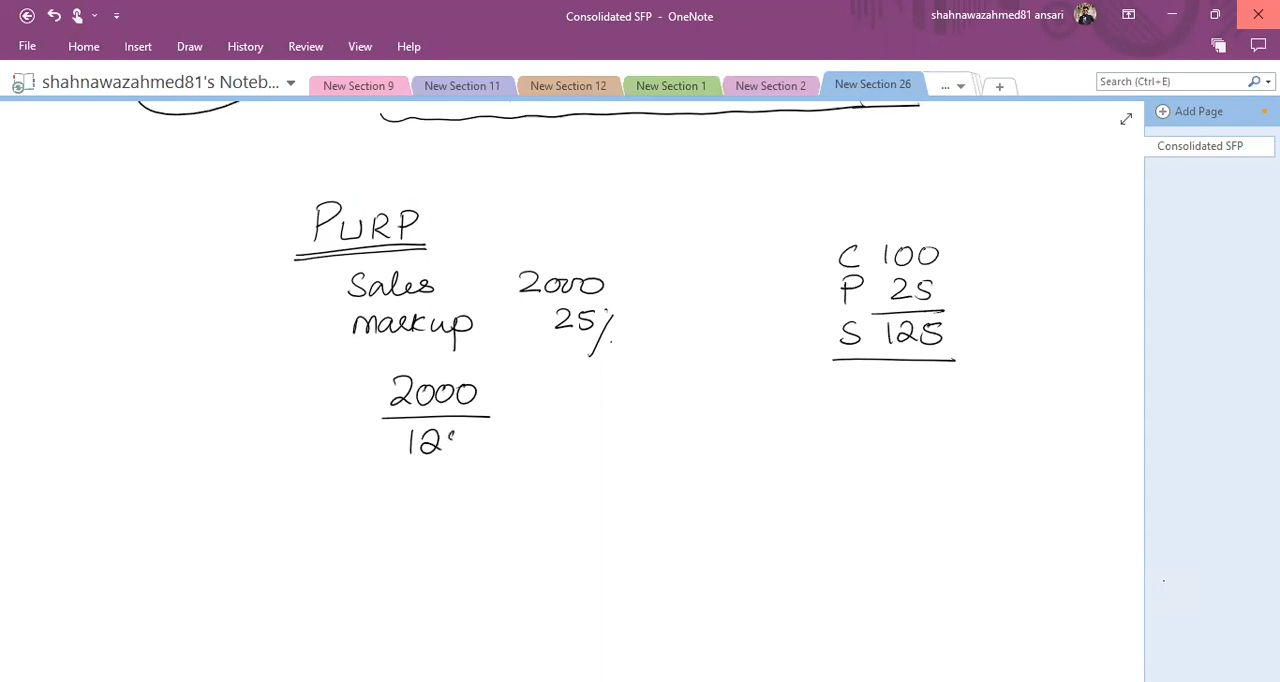 Consolidated SFP - OneNote
shahnawazahmed81 ansari
File Home Insert Draw History Review View Help
shahnawazahmed81's Noteb... New Section 9 New Section 11 New Section 12 New Section 1 New Section 2 New Section 26 ... + Search (Ctrl+E)
Add Page
Consolidated SFP
PURP
Sales 2000
markup 25%
2000
12
C 100
P 25
S 125